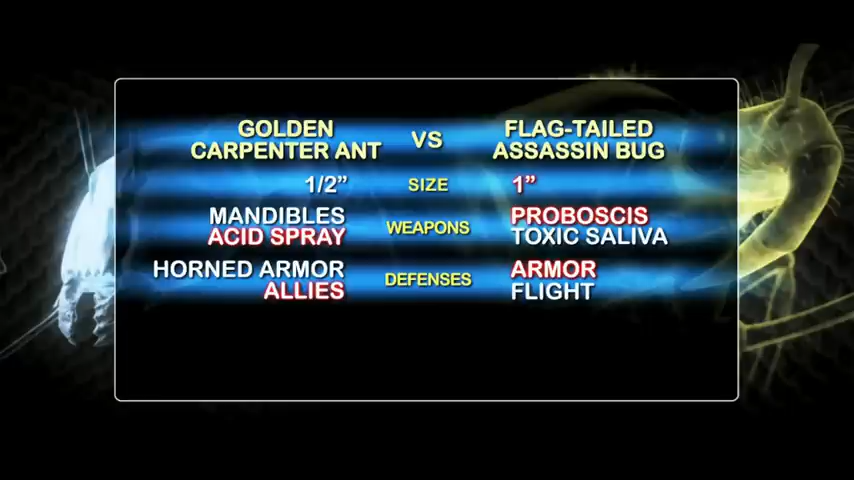 GOLDEN CARPENTER ANT VS FLAG-TAILED ASSASSIN BUG
1/2” SIZE 1”
MANDIBLES ACID SPRAY WEAPONS PROBOSCIS TOXIC SALIVA
HORNED ARMOR ALLIES DEFENSES ARMOR FLIGHT